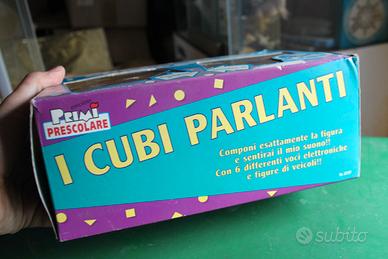 PRIMI
PRESCOLARE
I CUBI PARLANTI
Componi esattamente la figura
e sentirai il mio suono!!
Con 6 differenti voci elettroniche
e figure di veicoli!!
subito